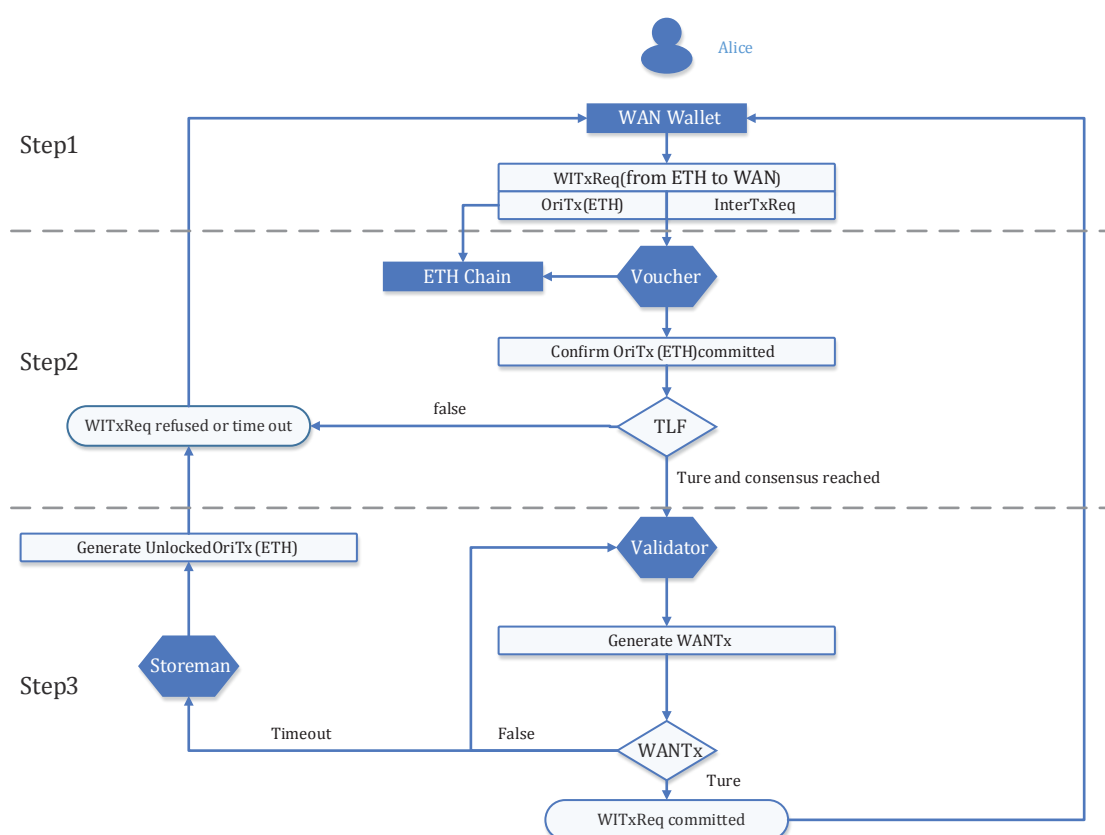 Alice
WAN Wallet
Step1
WITxReq(from ETH to WAN)
OriTx(ETH)
InterTxReq
ETH Chain
Voucher
Confirm OriTx (ETH)committed
Step2
false
WITxReq refused or time out
TLF
Ture and consensus reached
Generate UnlockedOriTx (ETH)
Validator
Generate WANTx
Storeman
Step3
Timeout
False
WANTx
Ture
WITxReq committed